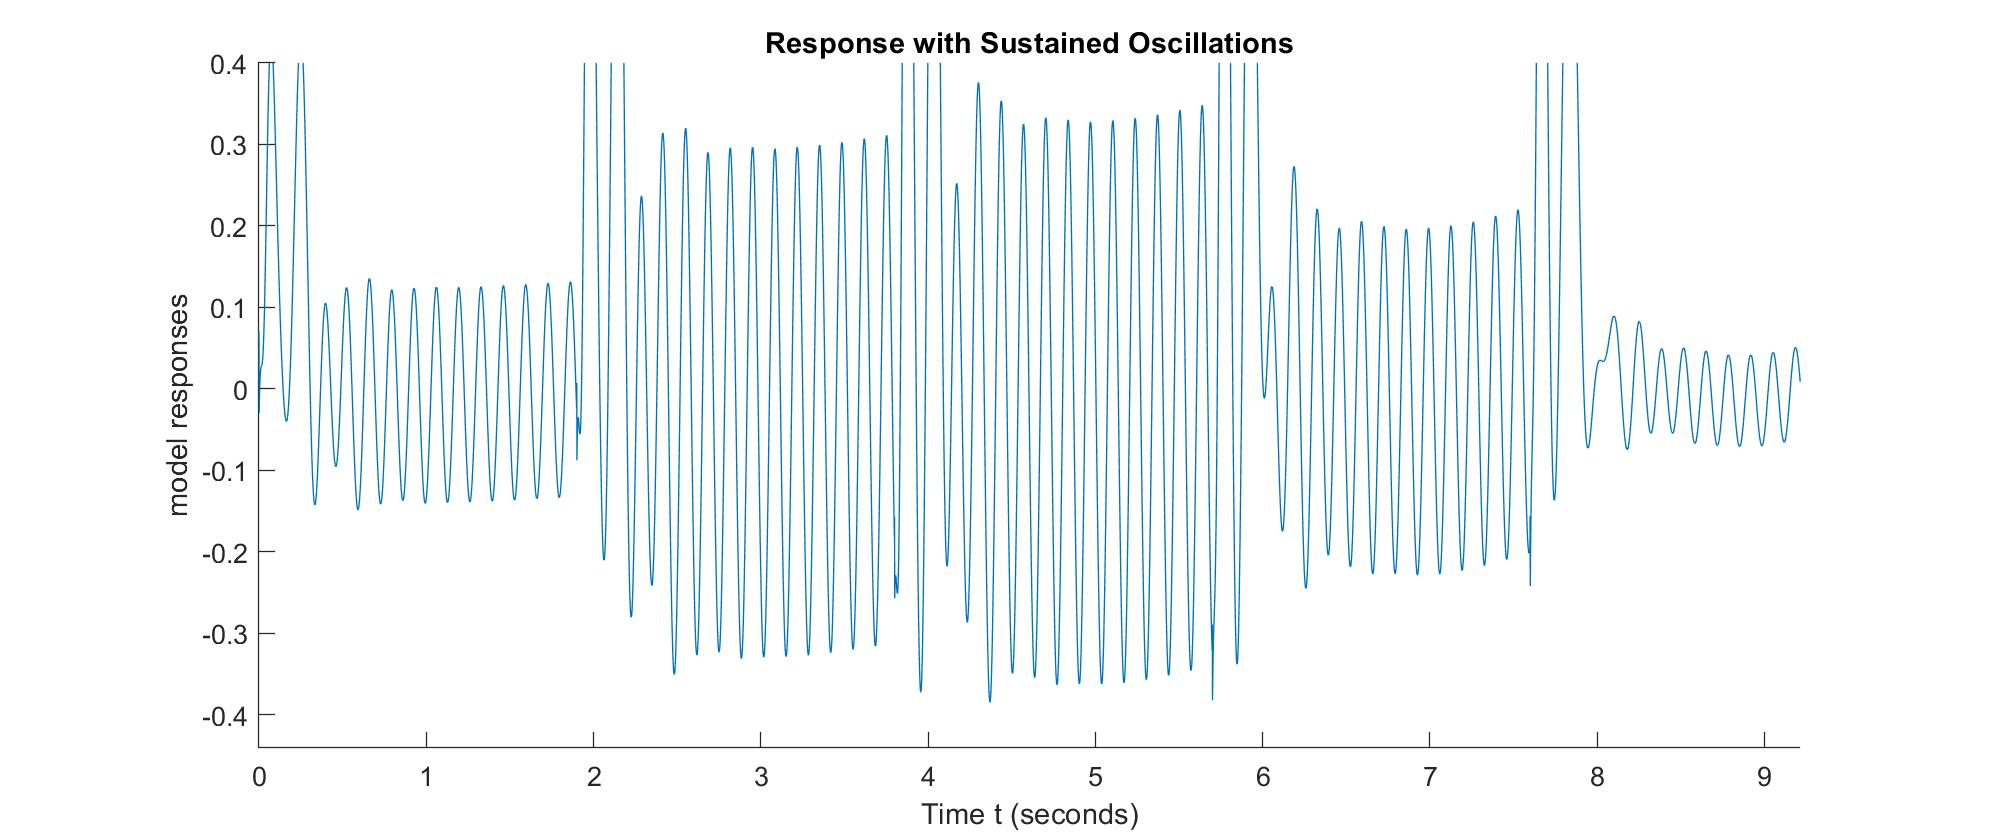 Response with Sustained Oscillations
0.4
0.3
0.2
0.1
0
-0.1
-0.2
-0.3
-0.4
model responses
0 1 2 3 4 5 6 7 8 9
Time t (seconds)